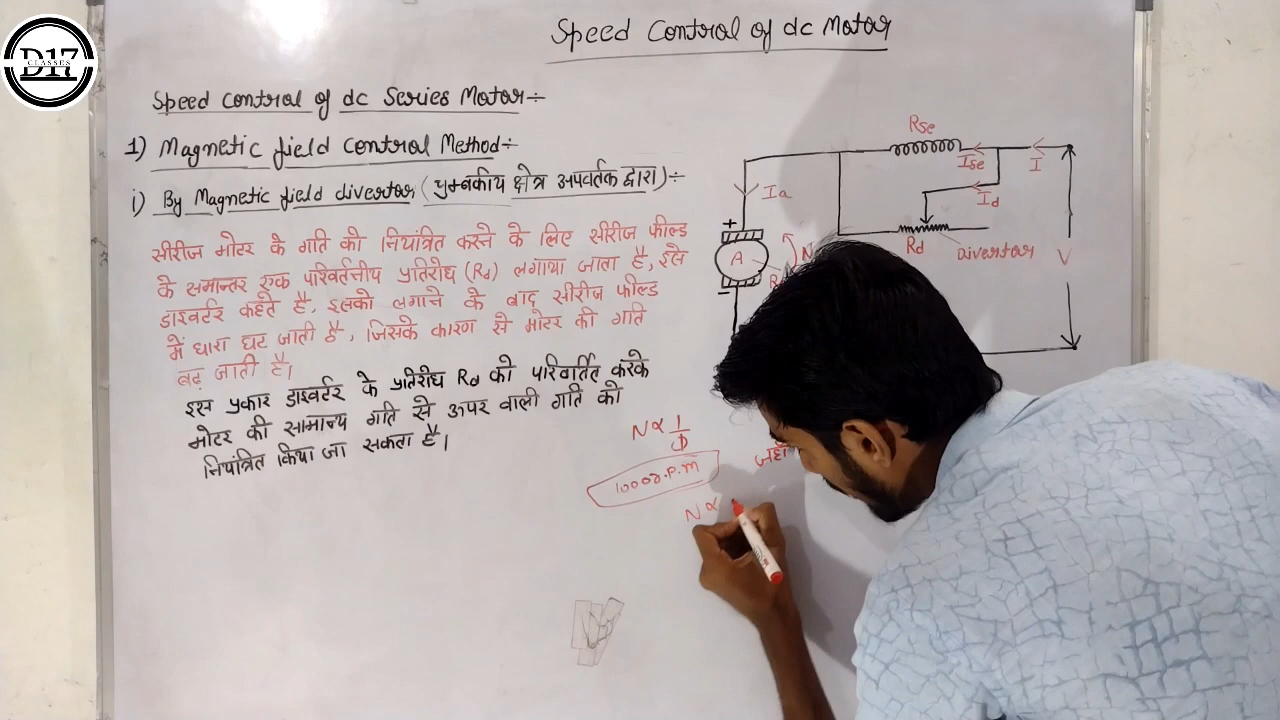 D17
CLASSES
Speed Control of dc Motor
Speed Control of dc Series Motor÷
1) Magnetic field Control Method÷
i) By Magnetic field divertor (चुम्बकीय क्षेत्र अपवर्तक द्वारा)÷
सीरीज मोटर के गति को नियंत्रित करने के लिए सीरीज फील्ड
के समान्तर एक परिवर्तनीय प्रतिरोध (Rd) लगाया जाता है, इसे
डाइवर्टर कहते है, इसको लगाने के बाद सीरीज फील्ड
में धारा घट जाती है, जिसके कारण से मोटर की गति
बढ़ जाती है।
इस प्रकार डाइवर्टर के प्रतिरोध Rd को परिवर्तित करके
मोटर की सामान्य गति से ऊपर वाली गति को
नियंत्रित किया जा सकता है।
Rse
Ise
I
Id
Ia
+
A
N
Rd
Divertor
V
-
N∝ 1/Φ
1000r.p.m
जहाँ
N∝